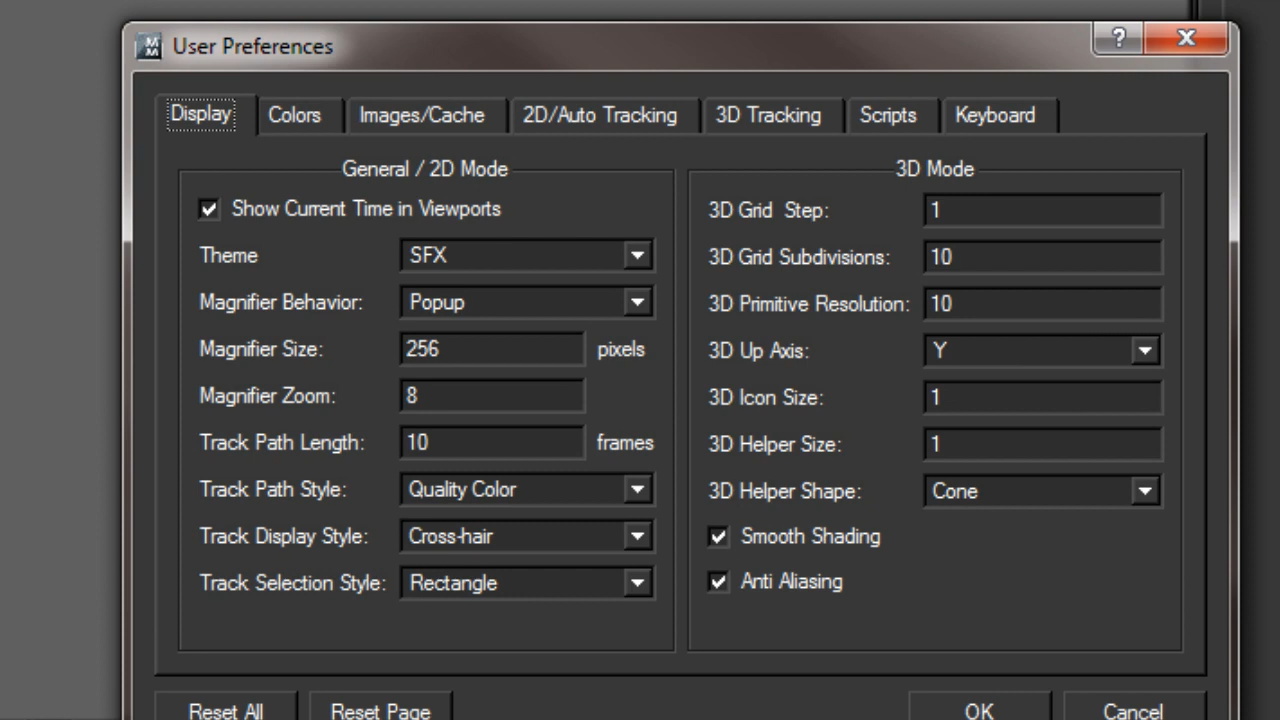 User Preferences
Display Colors Images/Cache 2D/Auto Tracking 3D Tracking Scripts Keyboard
General / 2D Mode
Show Current Time in Viewports
Theme SFX
Magnifier Behavior: Popup
Magnifier Size: 256 pixels
Magnifier Zoom: 8
Track Path Length: 10 frames
Track Path Style: Quality Color
Track Display Style: Cross-hair
Track Selection Style: Rectangle
3D Mode
3D Grid Step: 1
3D Grid Subdivisions: 10
3D Primitive Resolution: 10
3D Up Axis: Y
3D Icon Size: 1
3D Helper Size: 1
3D Helper Shape: Cone
Smooth Shading
Anti Aliasing
Reset All Reset Page OK Cancel